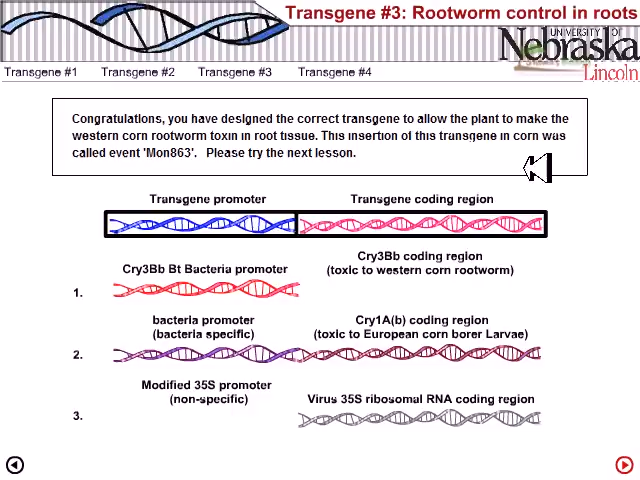 Transgene #3: Rootworm control in roots
UNIVERSITY OF
Nebraska
Lincoln
Transgene #1 Transgene #2 Transgene #3 Transgene #4
Congratulations, you have designed the correct transgene to allow the plant to make the
western corn rootworm toxin in root tissue. This insertion of this transgene in corn was
called event 'Mon863'. Please try the next lesson.
Transgene promoter Transgene coding region
Cry3Bb Bt Bacteria promoter
Cry3Bb coding region
(toxic to western corn rootworm)
1.
bacteria promoter
(bacteria specific)
Cry1A(b) coding region
(toxic to European corn borer Larvae)
2.
Modified 35S promoter
(non-specific)
Virus 35S ribosomal RNA coding region
3.